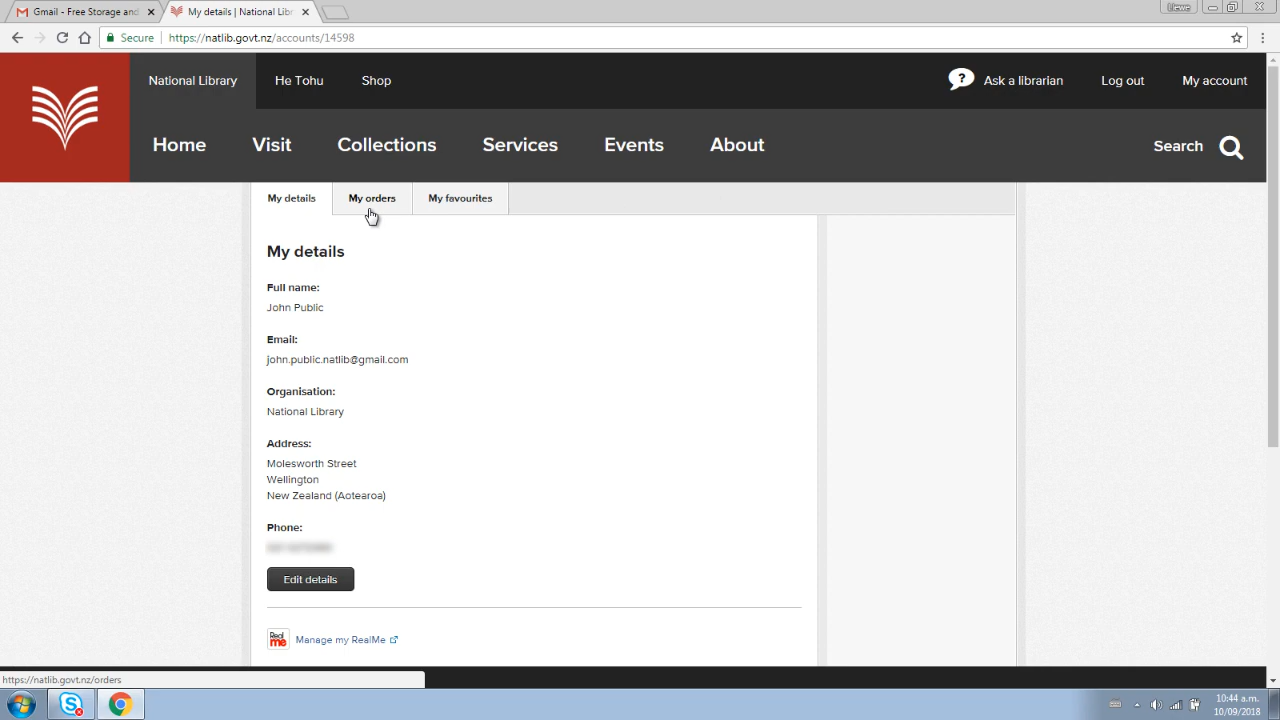 Gmail - Free Storage and
My details | National Lib
Secure
https://natlib.govt.nz/accounts/14598
National Library
He Tohu
Shop
? Ask a librarian
Log out
My account
Home
Visit
Collections
Services
Events
About
Search
My details
My orders
My favourites
My details
Full name:
John Public
Email:
john.public.natlib@gmail.com
Organisation:
National Library
Address:
Molesworth Street
Wellington
New Zealand (Aotearoa)
Phone:
Edit details
Real me
Manage my RealMe
https://natlib.govt.nz/orders
10:44 a.m.
10/09/2018